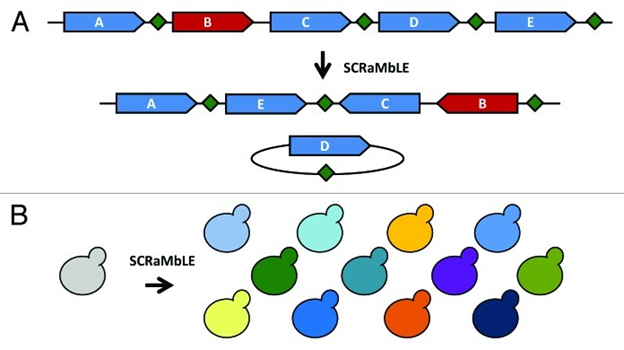 A
A B C D E
SCRaMbLE
A E C B
D
B
SCRaMbLE